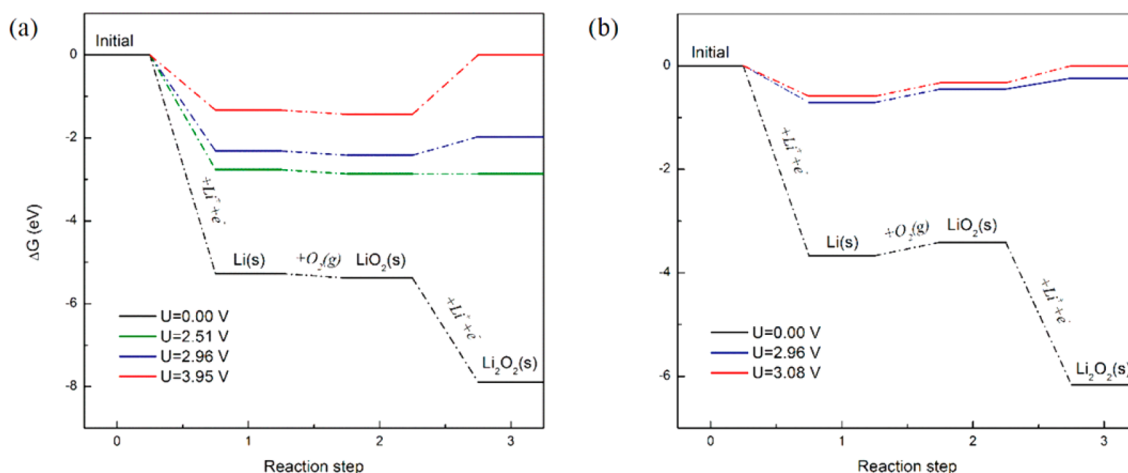 (a)
Initial
0
-2
-4
-6
-8
ΔG (eV)
+Li⁺+e⁻
Li(s)
+O₂(g)
LiO₂(s)
+Li⁺+e⁻
Li₂O₂(s)
U=0.00 V
U=2.51 V
U=2.96 V
U=3.95 V
0 1 2 3
Reaction step
(b)
Initial
0
-2
-4
-6
+Li⁺+e⁻
Li(s)
+O₂(g)
LiO₂(s)
+Li⁺+e⁻
Li₂O₂(s)
U=0.00 V
U=2.96 V
U=3.08 V
0 1 2 3
Reaction step